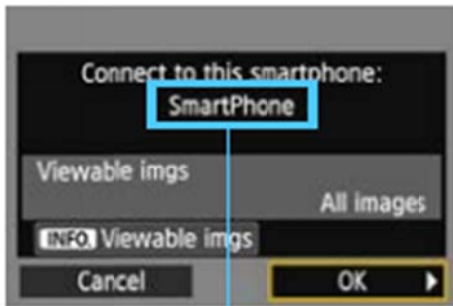 Connect to this smartphone:
SmartPhone
Viewable imgs
All images
INFO. Viewable imgs
Cancel OK